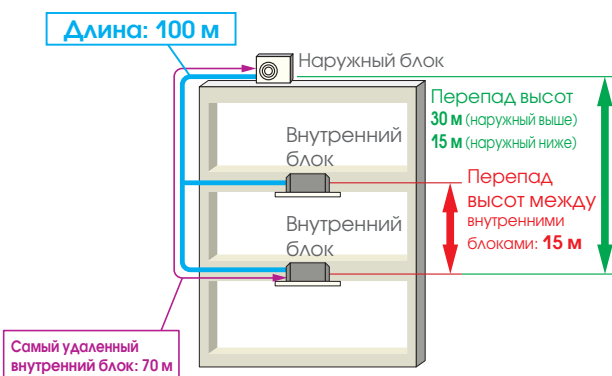 Длина: 100 м
Наружный блок
Перепад высот
30 м (наружный выше)
15 м (наружный ниже)
Внутренний
блок
Перепад
высот между
внутренними
блоками: 15 м
Внутренний
блок
Самый удаленный
внутренний блок: 70 м